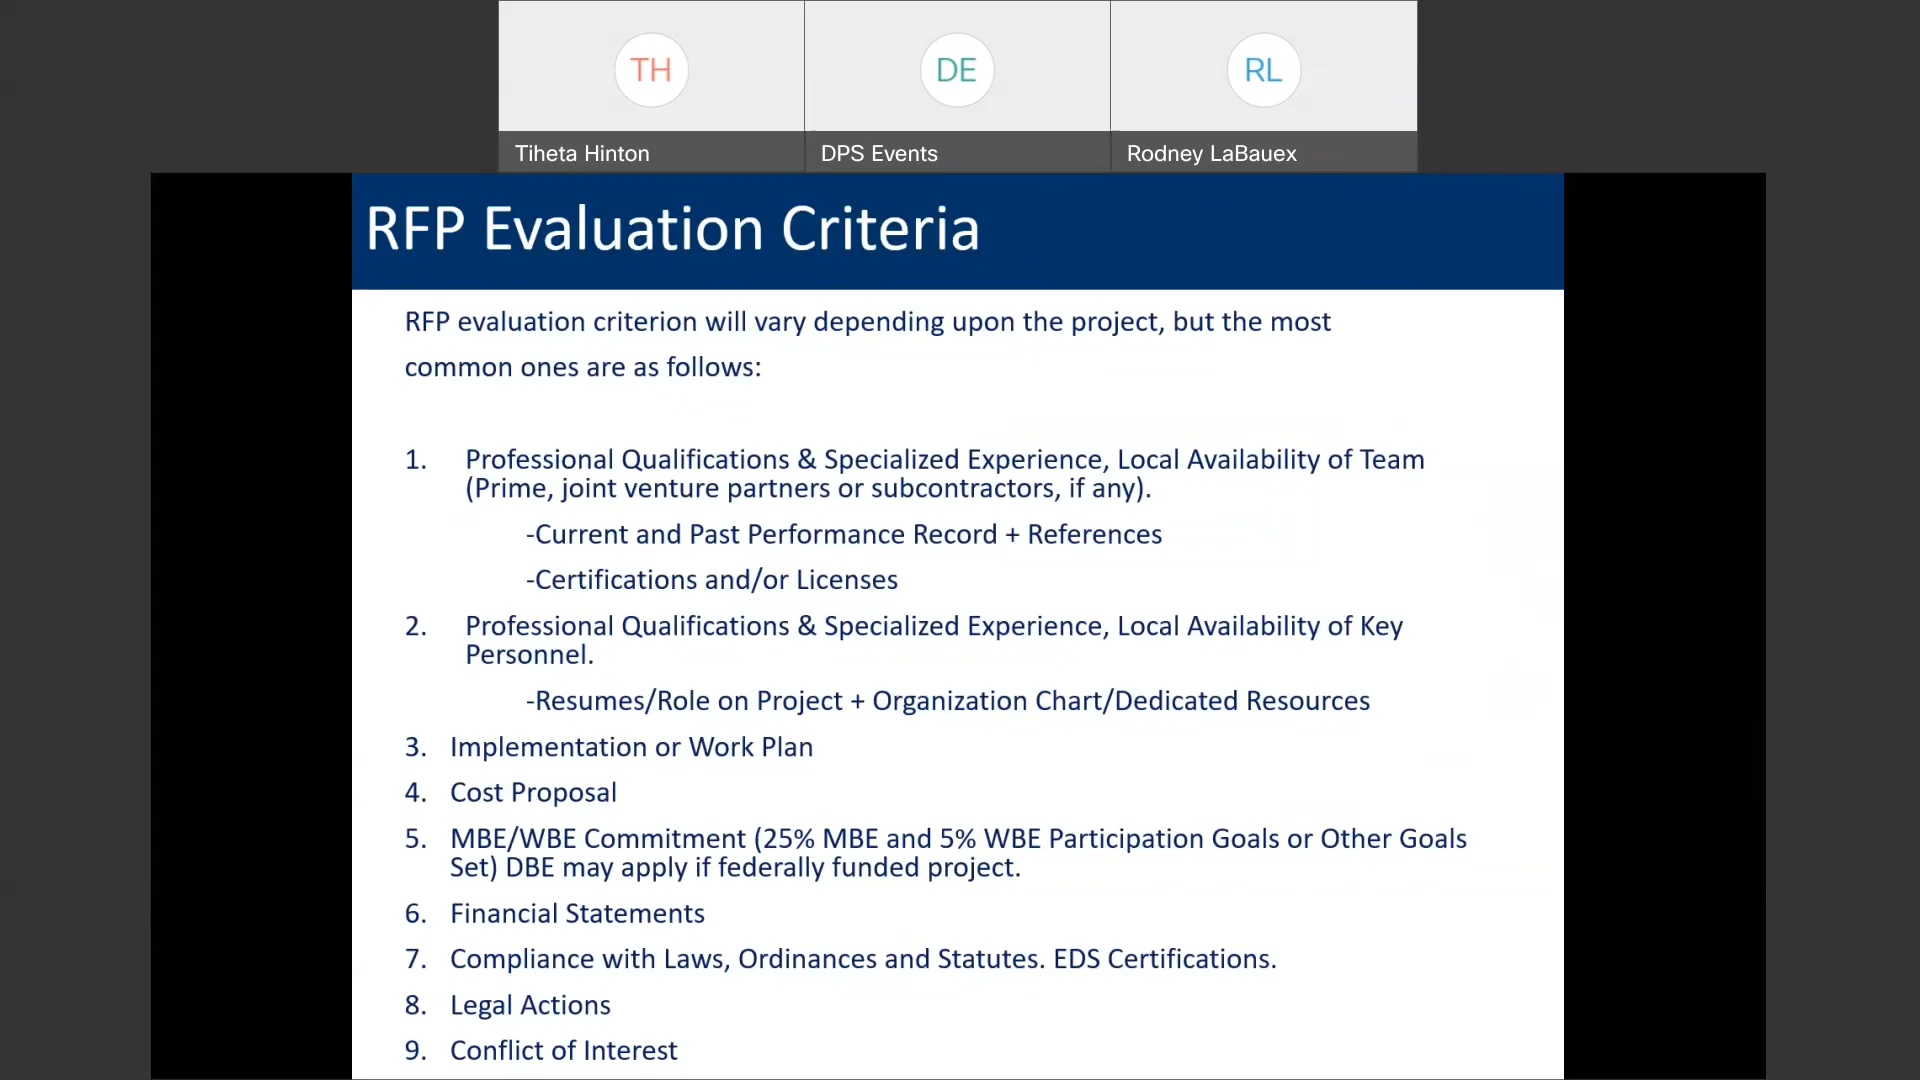 TH
DE
RL
Tiheta Hinton
DPS Events
Rodney LaBauex
RFP Evaluation Criteria
RFP evaluation criterion will vary depending upon the project, but the most
common ones are as follows:
1. Professional Qualifications & Specialized Experience, Local Availability of Team
(Prime, joint venture partners or subcontractors, if any).
-Current and Past Performance Record + References
-Certifications and/or Licenses
2. Professional Qualifications & Specialized Experience, Local Availability of Key
Personnel.
-Resumes/Role on Project + Organization Chart/Dedicated Resources
3. Implementation or Work Plan
4. Cost Proposal
5. MBE/WBE Commitment (25% MBE and 5% WBE Participation Goals or Other Goals
Set) DBE may apply if federally funded project.
6. Financial Statements
7. Compliance with Laws, Ordinances and Statutes. EDS Certifications.
8. Legal Actions
9. Conflict of Interest